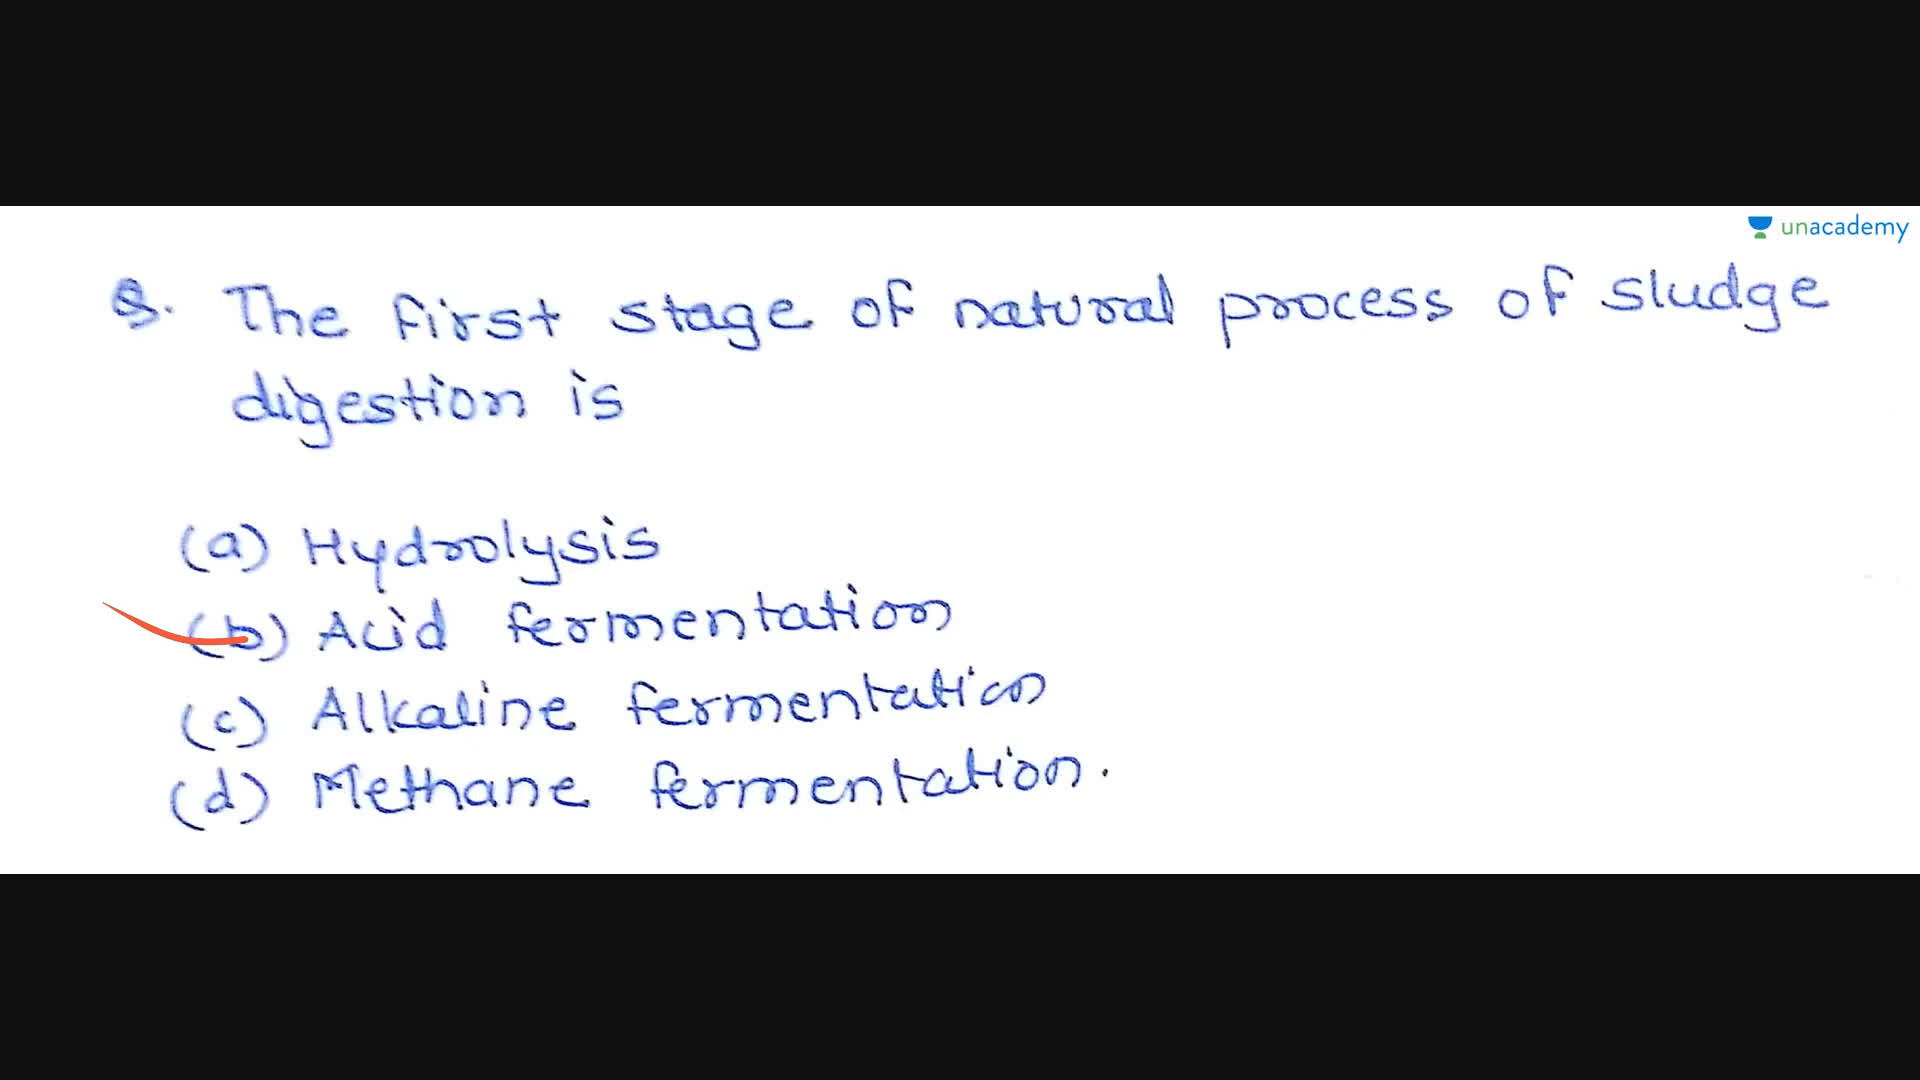 unacademy
Q. The first stage of natural process of sludge
digestion is
(a) Hydrolysis
(b) Acid fermentation
(c) Alkaline fermentation
(d) Methane fermentation.